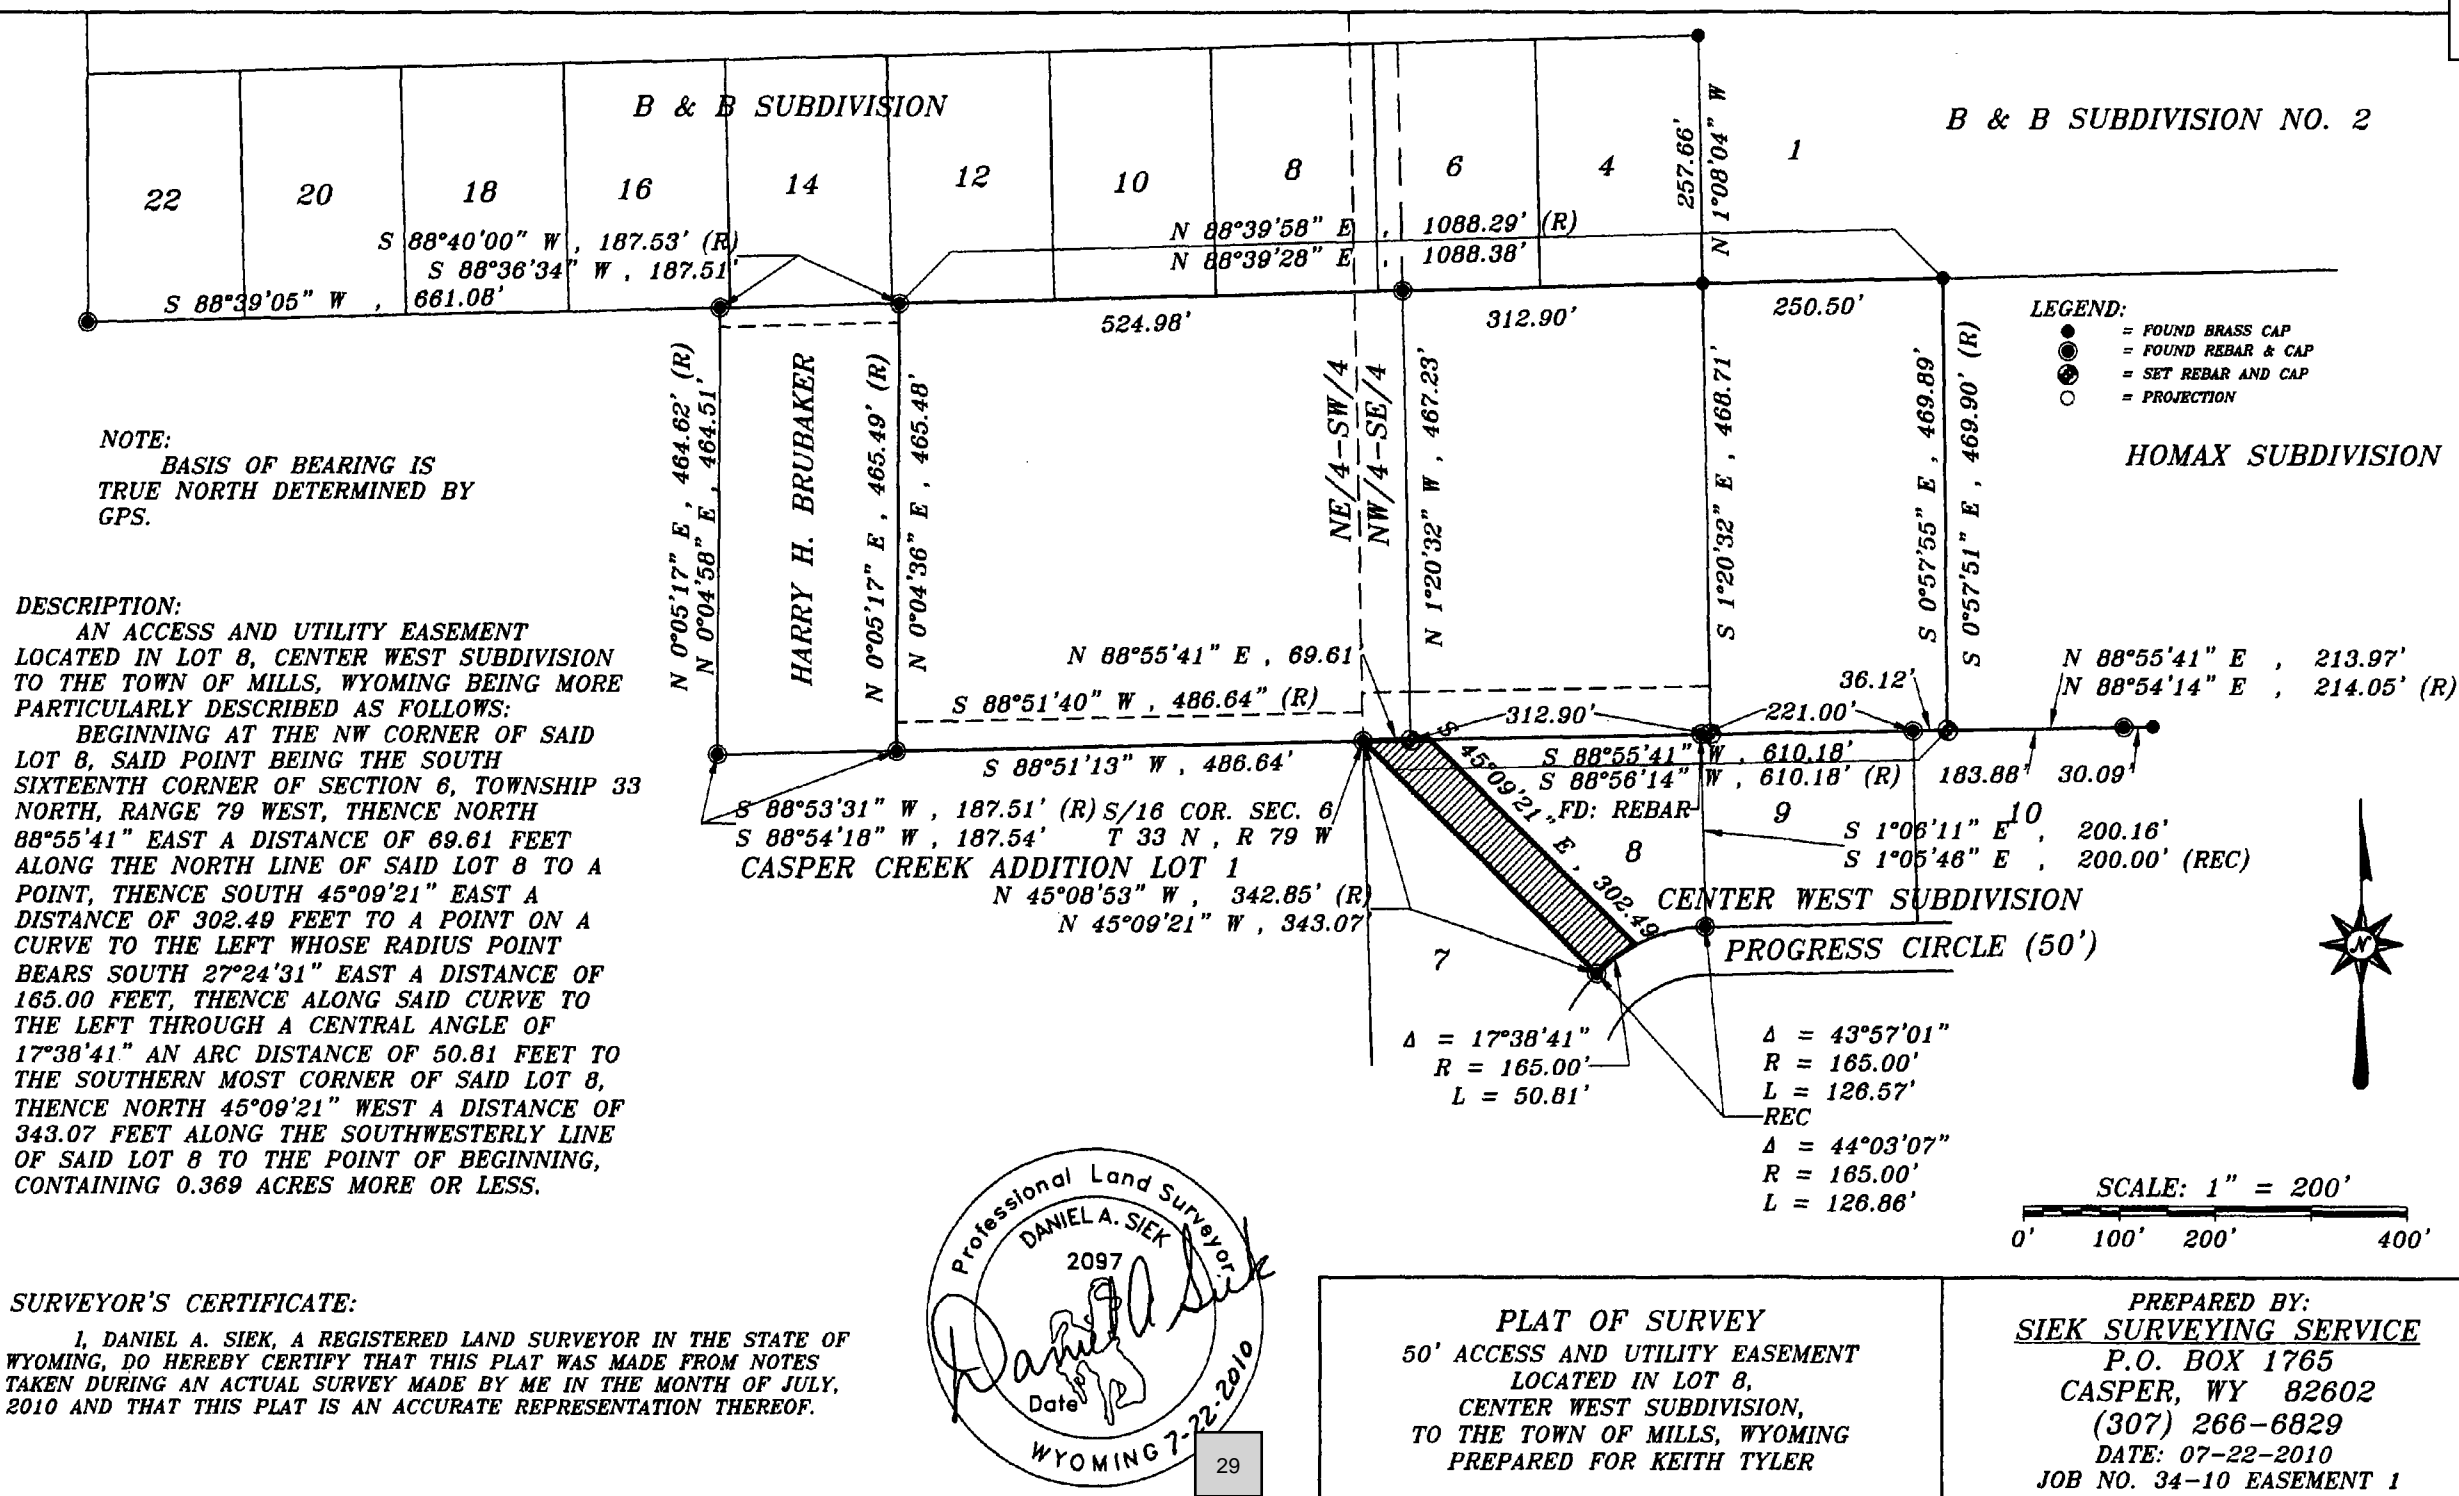 B & B SUBDIVISION
B & B SUBDIVISION NO. 2
22
20
18
16
14
12
10
8
6
4
1
257.66'
N 1°08'04" W
S 88°40'00" W , 187.53' (R)
S 88°36'34" W , 187.51'
S 88°39'05" W , 661.08'
N 88°39'58" E , 1088.29' (R)
N 88°39'28" E , 1088.38'
524.98'
312.90'
250.50'
LEGEND:
= FOUND BRASS CAP
= FOUND REBAR & CAP
= SET REBAR AND CAP
= PROJECTION
HOMAX SUBDIVISION
N 0°05'17" E , 464.62' (R)
N 0°04'58" E , 464.51'
HARRY H. BRUBAKER
N 0°05'17" E , 465.49' (R)
N 0°04'36" E , 465.48'
NE/4-SW/4
NW/4-SE/4
N 1°20'32" W , 467.23'
S 1°20'32" E , 468.71'
S 0°57'55" E , 469.89'
S 0°57'51" E , 469.90' (R)
NOTE:
BASIS OF BEARING IS
TRUE NORTH DETERMINED BY
GPS.
DESCRIPTION:
AN ACCESS AND UTILITY EASEMENT
LOCATED IN LOT 8, CENTER WEST SUBDIVISION
TO THE TOWN OF MILLS, WYOMING BEING MORE
PARTICULARLY DESCRIBED AS FOLLOWS:
BEGINNING AT THE NW CORNER OF SAID
LOT 8, SAID POINT BEING THE SOUTH
SIXTEENTH CORNER OF SECTION 6, TOWNSHIP 33
NORTH, RANGE 79 WEST, THENCE NORTH
88°55'41" EAST A DISTANCE OF 69.61 FEET
ALONG THE NORTH LINE OF SAID LOT 8 TO A
POINT, THENCE SOUTH 45°09'21" EAST A
DISTANCE OF 302.49 FEET TO A POINT ON A
CURVE TO THE LEFT WHOSE RADIUS POINT
BEARS SOUTH 27°24'31" EAST A DISTANCE OF
165.00 FEET, THENCE ALONG SAID CURVE TO
THE LEFT THROUGH A CENTRAL ANGLE OF
17°38'41" AN ARC DISTANCE OF 50.81 FEET TO
THE SOUTHERN MOST CORNER OF SAID LOT 8,
THENCE NORTH 45°09'21" WEST A DISTANCE OF
343.07 FEET ALONG THE SOUTHWESTERLY LINE
OF SAID LOT 8 TO THE POINT OF BEGINNING,
CONTAINING 0.369 ACRES MORE OR LESS.
N 88°55'41" E , 69.61'
S 88°51'40" W , 486.64" (R)
S 88°51'13" W , 486.64'
312.90'
221.00'
36.12'
N 88°55'41" E , 213.97'
N 88°54'14" E , 214.05' (R)
S 88°55'41" W , 610.18'
S 88°56'14" W , 610.18' (R)
183.88'
30.09'
S 88°53'31" W , 187.51' (R)
S 88°54'18" W , 187.54'
S/16 COR. SEC. 6
T 33 N , R 79 W
S 45°09'21" E , 302.49
FD: REBAR
8
9
10
S 1°06'11" E , 200.16'
S 1°05'46" E , 200.00' (REC)
CASPER CREEK ADDITION LOT 1
N 45°08'53" W , 342.85' (R)
N 45°09'21" W , 343.07
CENTER WEST SUBDIVISION
PROGRESS CIRCLE (50')
7
N
Δ = 17°38'41"
R = 165.00'
L = 50.81'
Δ = 43°57'01"
R = 165.00'
L = 126.57'
REC
Δ = 44°03'07"
R = 165.00'
L = 126.86'
SCALE: 1" = 200'
0' 100' 200' 400'
Professional Land Surveyor
DANIEL A. SIEK
2097
Daniel A Siek
Date 7-22-2010
WYOMING
29
SURVEYOR'S CERTIFICATE:
I, DANIEL A. SIEK, A REGISTERED LAND SURVEYOR IN THE STATE OF
WYOMING, DO HEREBY CERTIFY THAT THIS PLAT WAS MADE FROM NOTES
TAKEN DURING AN ACTUAL SURVEY MADE BY ME IN THE MONTH OF JULY,
2010 AND THAT THIS PLAT IS AN ACCURATE REPRESENTATION THEREOF.
PLAT OF SURVEY
50' ACCESS AND UTILITY EASEMENT
LOCATED IN LOT 8,
CENTER WEST SUBDIVISION,
TO THE TOWN OF MILLS, WYOMING
PREPARED FOR KEITH TYLER
PREPARED BY:
SIEK SURVEYING SERVICE
P.O. BOX 1765
CASPER, WY 82602
(307) 266-6829
DATE: 07-22-2010
JOB NO. 34-10 EASEMENT 1